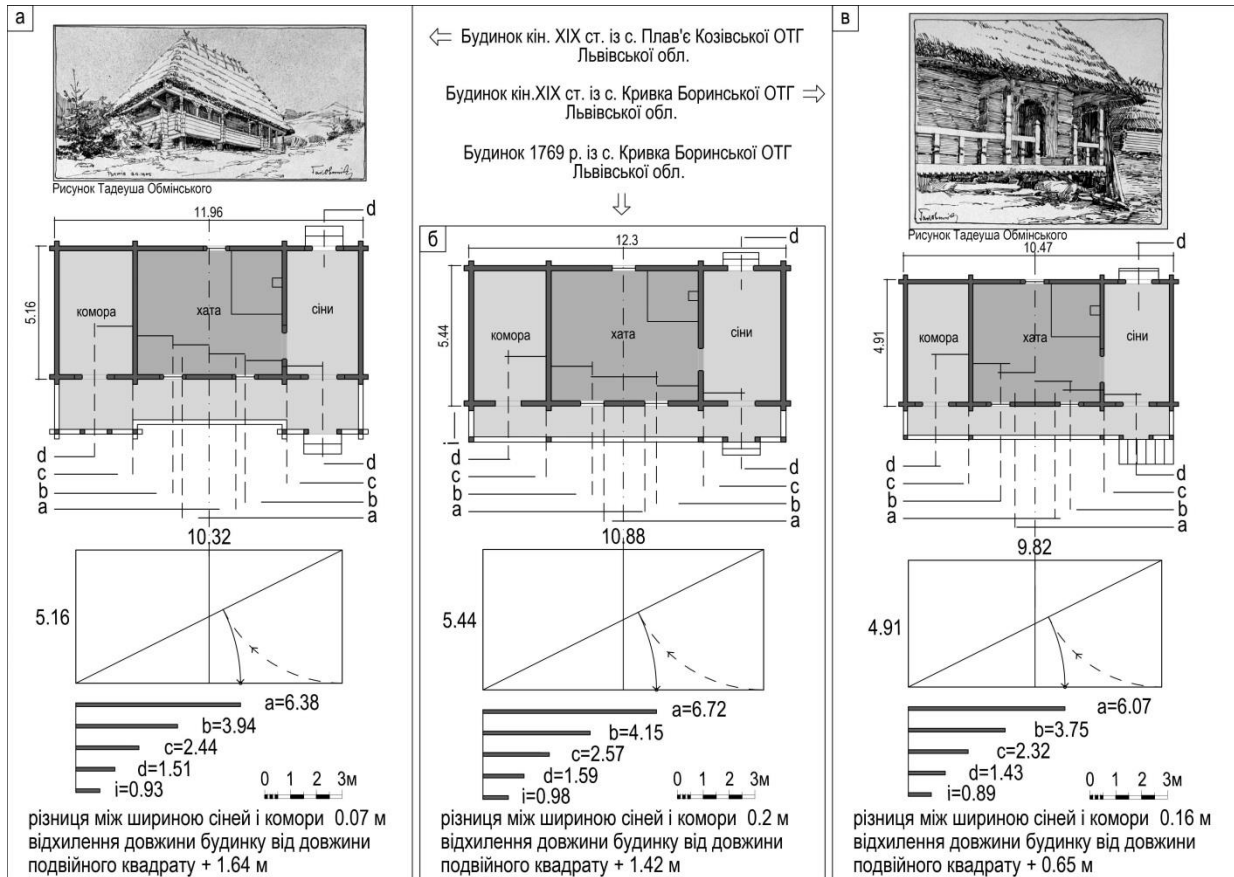 а
Рисунок Тадеуша Обмінського
⇐ Будинок кін. XIX ст. із с. Плав'є Козівської ОТГ
Львівської обл.
Будинок кін.XIX ст. із с. Кривка Боринської ОТГ ⇒
Львівської обл.
Будинок 1769 р. із с. Кривка Боринської ОТГ
Львівської обл.
в
Рисунок Тадеуша Обмінського
d
11.96
5.16
комора
хата
сіни
d
d
c
c
b
b
a
a
10.32
5.16
a=6.38
b=3.94
c=2.44
d=1.51
i=0.93
0 1 2 3м
різниця між шириною сіней і комори 0.07 м
відхилення довжини будинку від довжини
подвійного квадрату + 1.64 м
б
d
12.3
5.44
комора
хата
сіни
i
d
d
c
c
b
b
a
a
10.88
5.44
a=6.72
b=4.15
c=2.57
d=1.59
i=0.98
0 1 2 3м
різниця між шириною сіней і комори 0.2 м
відхилення довжини будинку від довжини
подвійного квадрату + 1.42 м
d
10.47
4.91
комора
хата
сіни
d
d
c
c
b
b
a
a
9.82
4.91
a=6.07
b=3.75
c=2.32
d=1.43
i=0.89
0 1 2 3м
різниця між шириною сіней і комори 0.16 м
відхилення довжини будинку від довжини
подвійного квадрату + 0.65 м